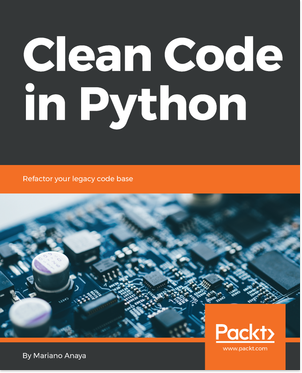 Clean Code
in Python
Refactor your legacy code base
Packt>
www.packt.com
By Mariano Anaya